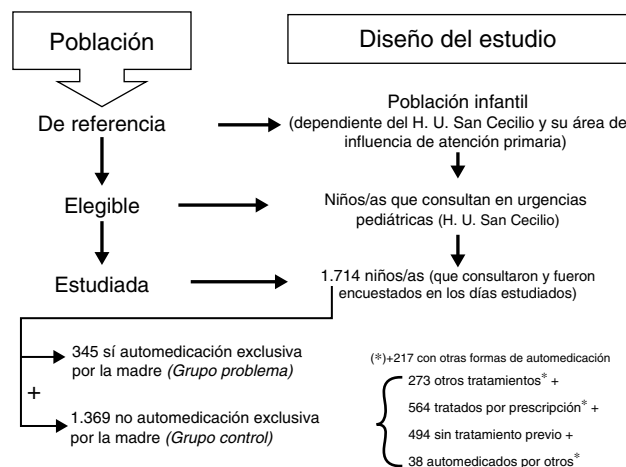 Población
Diseño del estudio
De referencia
Población infantil
(dependiente del H. U. San Cecilio y su área de
influencia de atención primaria)
Elegible
Niños/as que consultan en urgencias
pediátricas (H. U. San Cecilio)
Estudiada
1.714 niños/as (que consultaron y fueron
encuestados en los días estudiados)
345 sí automedicación exclusiva
por la madre (Grupo problema)
+
1.369 no automedicación exclusiva
por la madre (Grupo control)
(*)+217 con otras formas de automedicación
273 otros tratamientos* +
564 tratados por prescripción* +
494 sin tratamiento previo +
38 automedicados por otros*